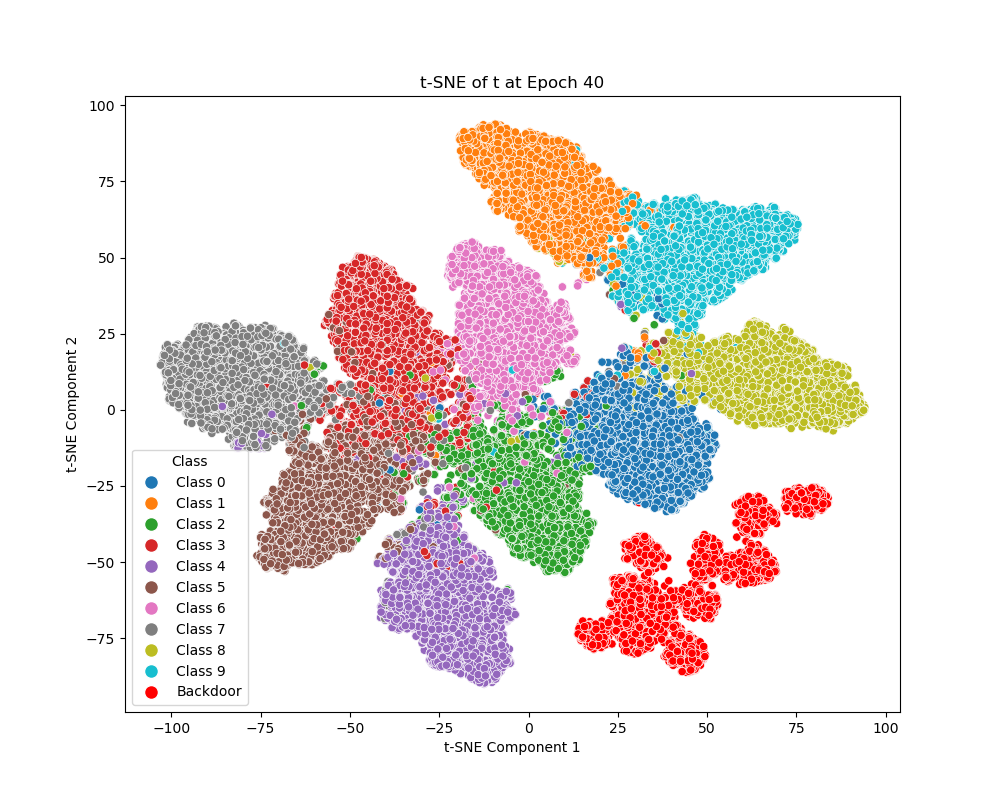 t-SNE of t at Epoch 40
100
75
50
25
0
−25
−50
−75
t-SNE Component 2
Class
Class 0
Class 1
Class 2
Class 3
Class 4
Class 5
Class 6
Class 7
Class 8
Class 9
Backdoor
−100
−75
−50
−25
0
25
50
75
100
t-SNE Component 1